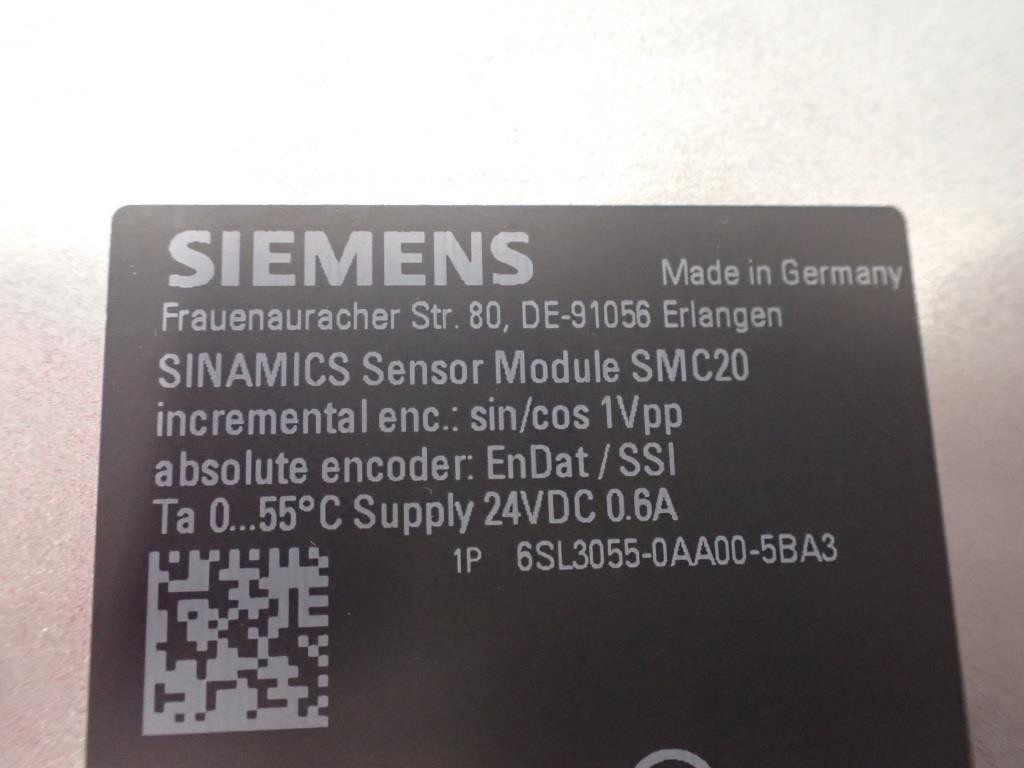 SIEMENS
Made in Germany
Frauenauracher Str. 80, DE-91056 Erlangen
SINAMICS Sensor Module SMC20
incremental enc.: sin/cos 1Vpp
absolute encoder: EnDat / SSI
Ta 0...55°C Supply 24VDC 0.6A
1P 6SL3055-0AA00-5BA3